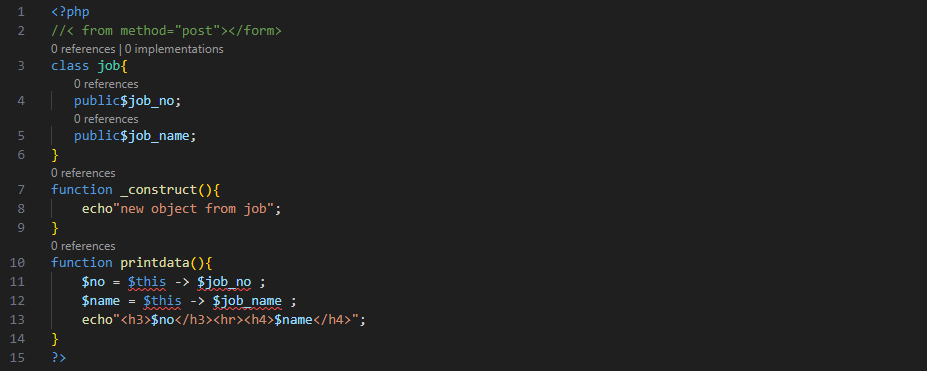 1 <?php
2 //< from method="post"></form>
0 references | 0 implementations
3 class job{
0 references
4 public$job_no;
0 references
5 public$job_name;
6 }
0 references
7 function _construct(){
8 echo"new object from job";
9 }
0 references
10 function printdata(){
11 $no = $this -> $job_no ;
12 $name = $this -> $job_name ;
13 echo"<h3>$no</h3><hr><h4>$name</h4>";
14 }
15 ?>